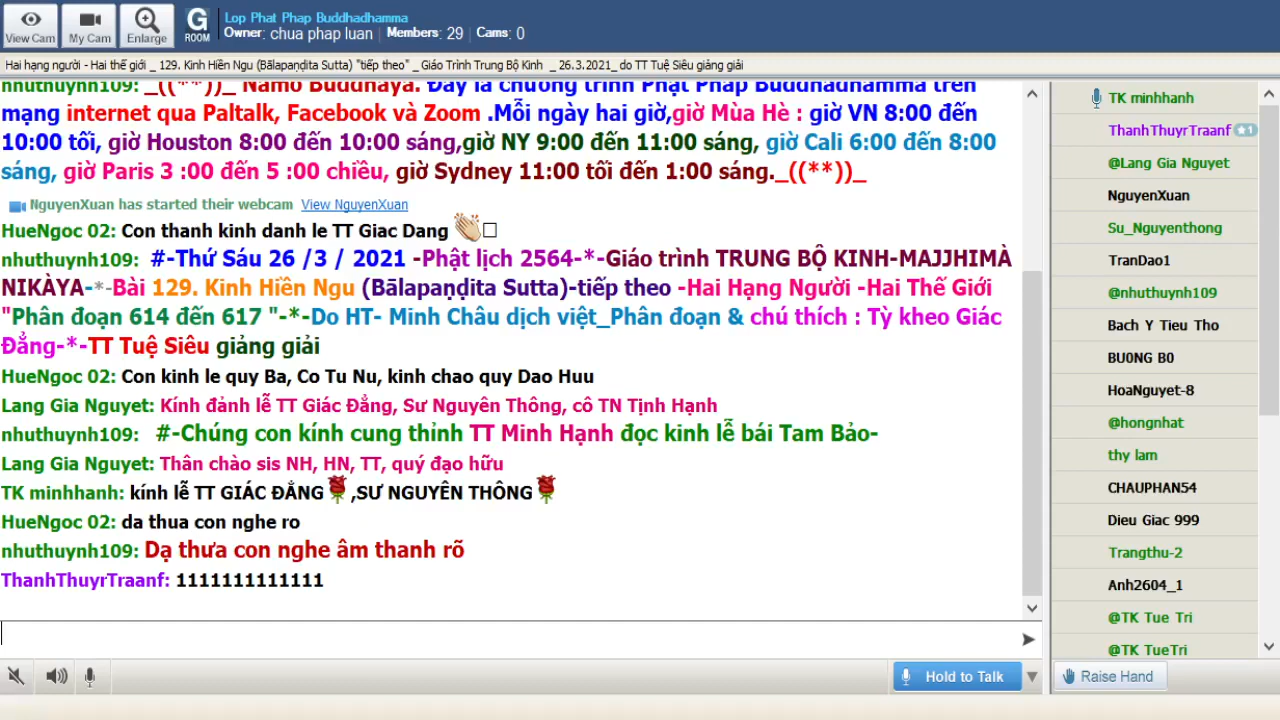 View Cam
My Cam
Enlarge
G
ROOM
Lop Phat Phap Buddhadhamma
Owner: chua phap luan Members: 29 Cams: 0
Hai hạng người - Hai thế giới _ 129. Kinh Hiền Ngu (Bālapaṇḍita Sutta) "tiếp theo" _ Giáo Trình Trung Bộ Kinh _ 26.3.2021_ do TT Tuệ Siêu giảng giải
nhuthuynh109: _((**))_ Namo Buddhaya. Đây là chương trình Phật Pháp Buddhadhamma trên
mạng internet qua Paltalk, Facebook và Zoom .Mỗi ngày hai giờ,giờ Mùa Hè : giờ VN 8:00 đến
10:00 tối, giờ Houston 8:00 đến 10:00 sáng,giờ NY 9:00 đến 11:00 sáng, giờ Cali 6:00 đến 8:00
sáng, giờ Paris 3 :00 đến 5 :00 chiều, giờ Sydney 11:00 tối đến 1:00 sáng._((**))_
NguyenXuan has started their webcam View NguyenXuan
HueNgoc 02: Con thanh kinh danh le TT Giac Dang
nhuthuynh109: #-Thứ Sáu 26 /3 / 2021 -Phật lịch 2564-*-Giáo trình TRUNG BỘ KINH-MAJJHIMÀ
NIKÀYA-*-Bài 129. Kinh Hiền Ngu (Bālapaṇḍita Sutta)-tiếp theo -Hai Hạng Người -Hai Thế Giới
"Phân đoạn 614 đến 617 "-*-Do HT- Minh Châu dịch việt_Phân đoạn & chú thích : Tỳ kheo Giác
Đẳng-*-TT Tuệ Siêu giảng giải
HueNgoc 02: Con kinh le quy Ba, Co Tu Nu, kinh chao quy Dao Huu
Lang Gia Nguyet: Kính đảnh lễ TT Giác Đẳng, Sư Nguyên Thông, cô TN Tịnh Hạnh
nhuthuynh109: #-Chúng con kính cung thỉnh TT Minh Hạnh đọc kinh lễ bái Tam Bảo-
Lang Gia Nguyet: Thân chào sis NH, HN, TT, quý đạo hữu
TK minhhanh: kính lễ TT GIÁC ĐẲNG🌹,SƯ NGUYÊN THÔNG🌹
HueNgoc 02: da thua con nghe ro
nhuthuynh109: Dạ thưa con nghe âm thanh rõ
ThanhThuyrTraanf: 1111111111111
Hold to Talk
TK minhhanh
ThanhThuyrTraanf ★1
@Lang Gia Nguyet
NguyenXuan
Su_Nguyenthong
TranDao1
@nhuthuynh109
Bach Y Tieu Tho
BU0NG B0
HoaNguyet-8
@hongnhat
thy lam
CHAUPHAN54
Dieu Giac 999
Trangthu-2
Anh2604_1
@TK Tue Tri
@TK TueTri
Raise Hand